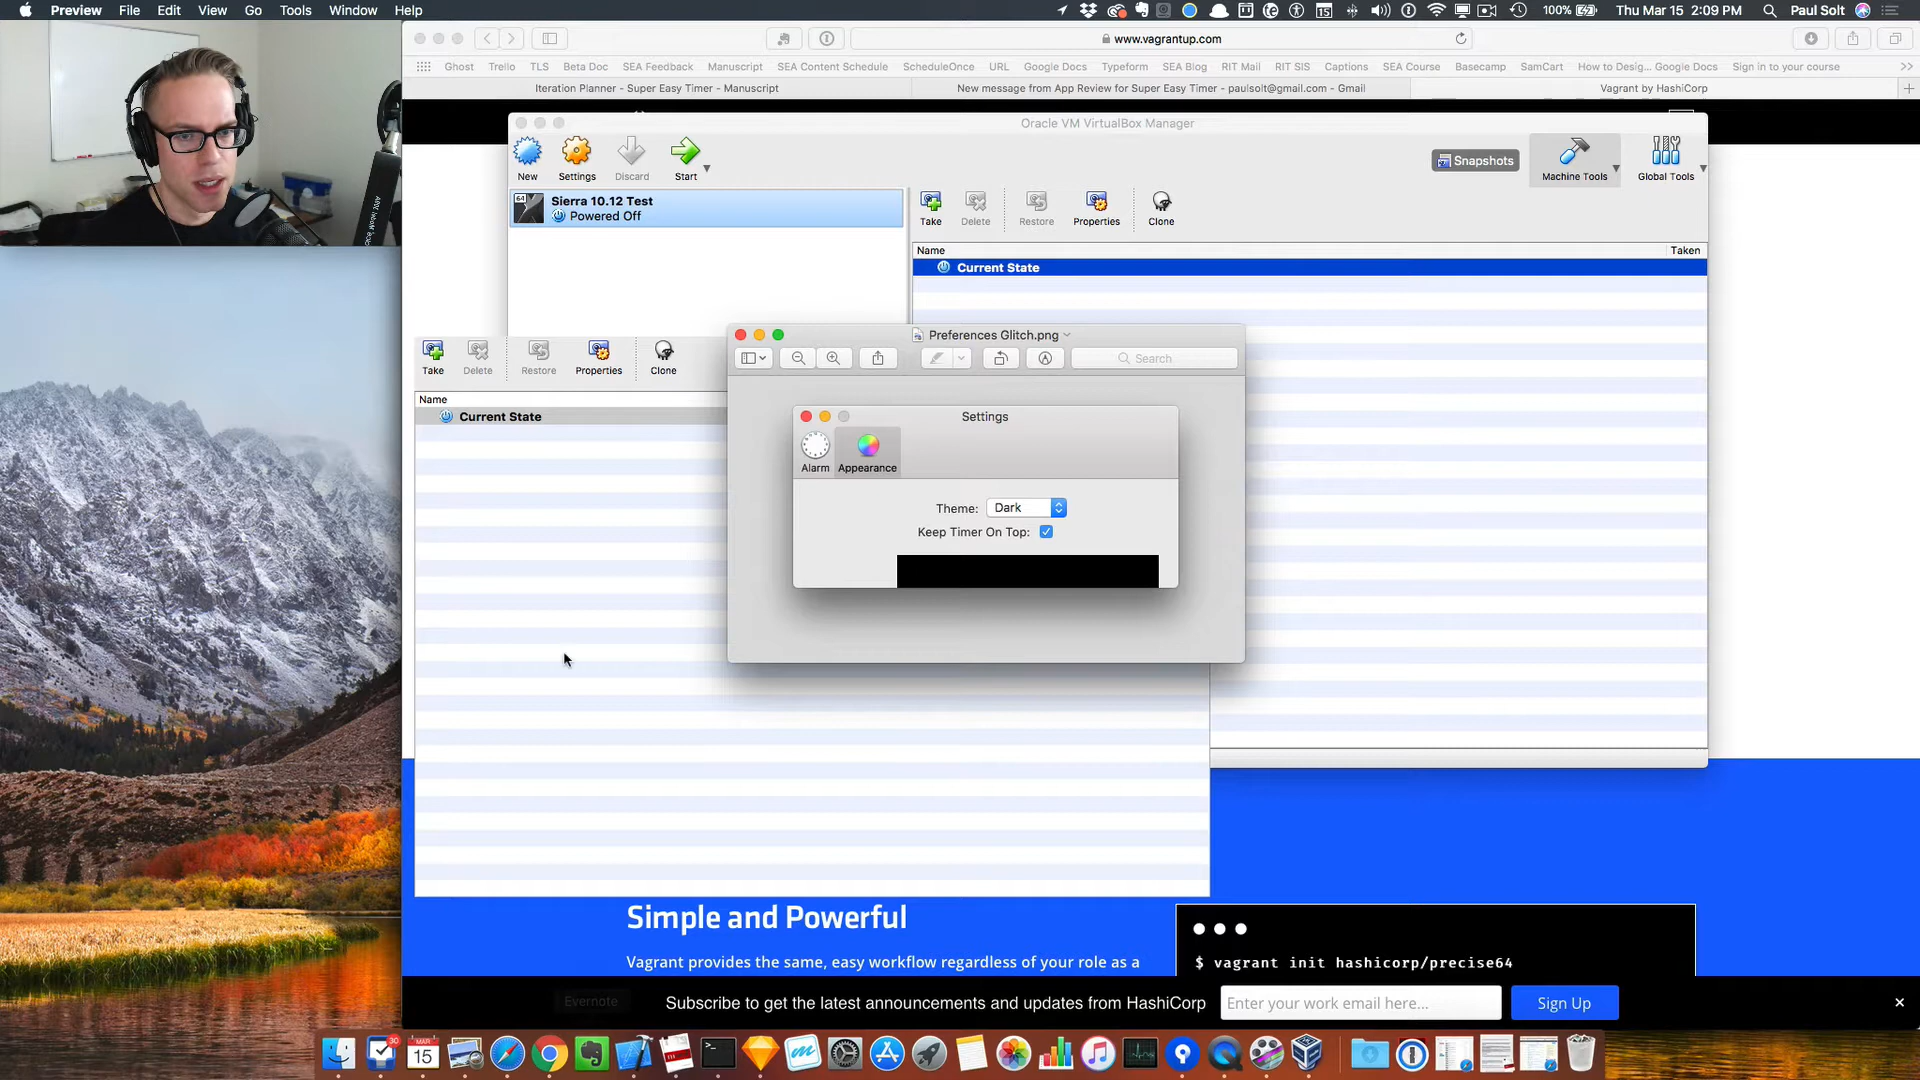 Preview File Edit View Go Tools Window Help
100% Thu Mar 15 2:09 PM Paul Solt
www.vagrantup.com
Ghost Trello TLS Beta Doc SEA Feedback Manuscript SEA Content Schedule ScheduleOnce URL Google Docs Typeform SEA Blog RIT Mail RIT SIS Captions SEA Course Basecamp SamCart How to Desig... Google Docs Sign in to your course
Iteration Planner - Super Easy Timer - Manuscript
New message from App Review for Super Easy Timer - paulsolt@gmail.com - Gmail
Vagrant by HashiCorp
Oracle VM VirtualBox Manager
New Settings Discard Start
Snapshots
Machine Tools Global Tools
64
Sierra 10.12 Test
Powered Off
Take Delete Restore Properties Clone
Name Taken
Current State
Preferences Glitch.png
Search
Take Delete Restore Properties Clone
Name
Current State
Settings
Alarm Appearance
Theme: Dark
Keep Timer On Top:
Simple and Powerful
Vagrant provides the same, easy workflow regardless of your role as a
$ vagrant init hashicorp/precise64
Evernote
Subscribe to get the latest announcements and updates from HashiCorp
Enter your work email here...
Sign Up
30
MAR
15